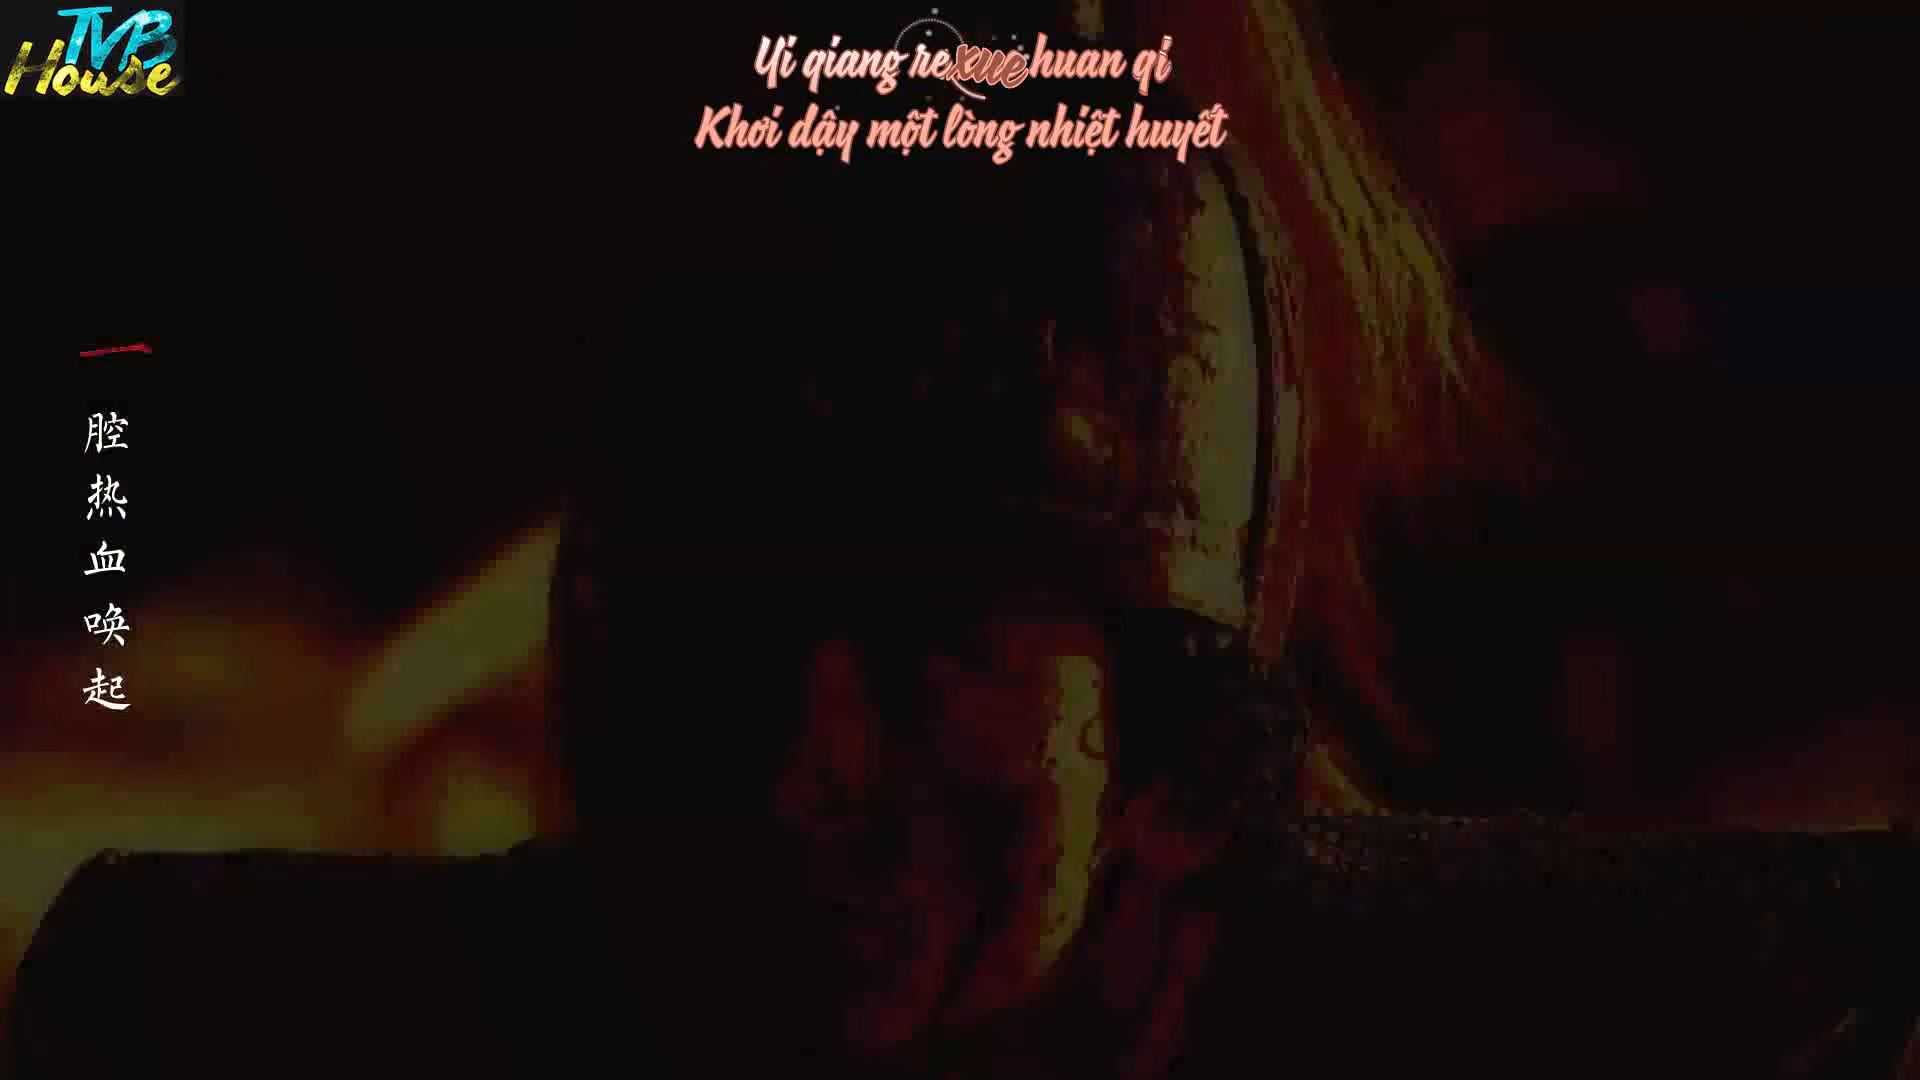 TVB
House
Yi qiang re xue huan qi
Khơi dậy một lòng nhiệt huyết
一腔热血唤起